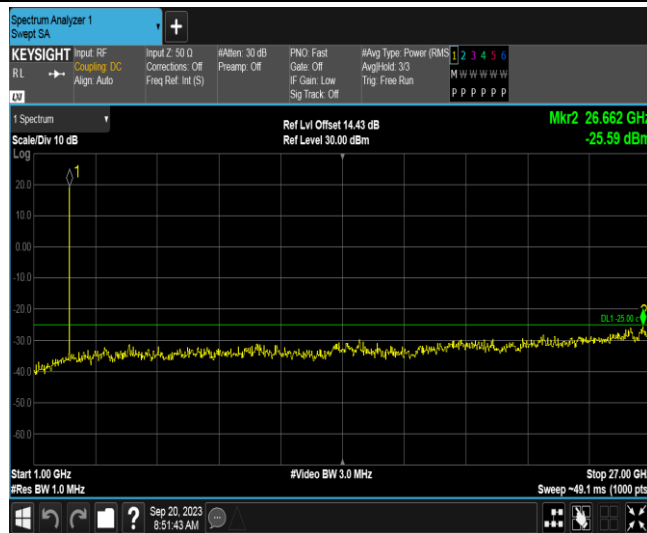 Spectrum Analyzer 1
Swept SA
+
KEYSIGHT
RL
LXI
Input: RF
Coupling: DC
Align: Auto
Input Z: 50 Ω
Corrections: Off
Freq Ref: Int (S)
#Atten: 30 dB
Preamp: Off
PNO: Fast
Gate: Off
IF Gain: Low
Sig Track: Off
#Avg Type: Power (RMS
Avg|Hold: 3/3
Trig: Free Run
1 2 3 4 5 6
M W W W W W
P P P P P P
1 Spectrum
Scale/Div 10 dB
Log
Ref Lvl Offset 14.43 dB
Ref Level 30.00 dBm
Mkr2 26.662 GHz
-25.59 dBm
1
20.0
10.0
0.00
-10.0
-20.0
DL1 -25.00
-30.0
-40.0
-50.0
-60.0
Start 1.00 GHz
#Res BW 1.0 MHz
#Video BW 3.0 MHz
Stop 27.00 GH
Sweep ~49.1 ms (1000 pts
?
Sep 20, 2023
8:51:43 AM